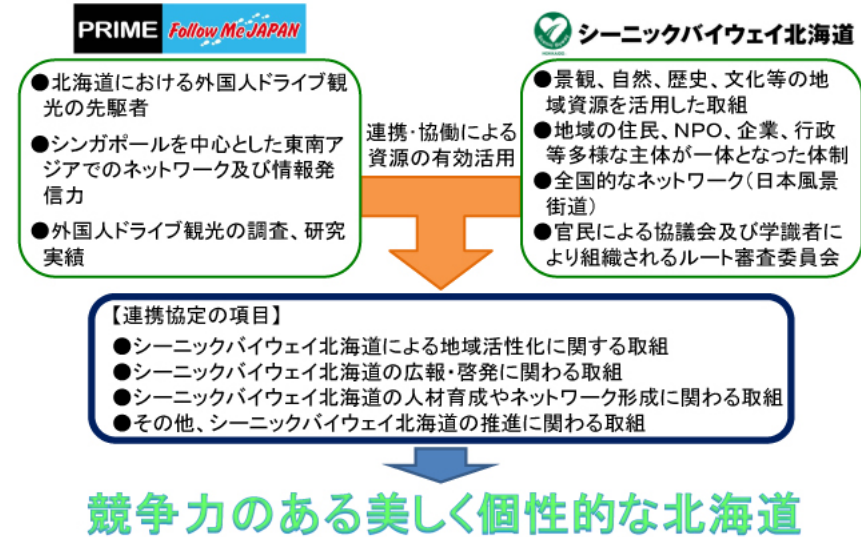 PRIME Follow Me JAPAN
●北海道における外国人ドライブ観
光の先駆者
●シンガポールを中心とした東南ア
ジアでのネットワーク及び情報発
信力
●外国人ドライブ観光の調査、研究
実績
連携・協働による
資源の有効活用
シーニックバイウェイ北海道
●景観、自然、歴史、文化等の地
域資源を活用した取組
●地域の住民、NPO、企業、行政
等多様な主体が一体となった体制
●全国的なネットワーク(日本風景
街道)
●官民による協議会及び学識者に
より組織されるルート審査委員会
【連携協定の項目】
●シーニックバイウェイ北海道による地域活性化に関する取組
●シーニックバイウェイ北海道の広報・啓発に関わる取組
●シーニックバイウェイ北海道の人材育成やネットワーク形成に関わる取組
●その他、シーニックバイウェイ北海道の推進に関わる取組
競争力のある美しく個性的な北海道